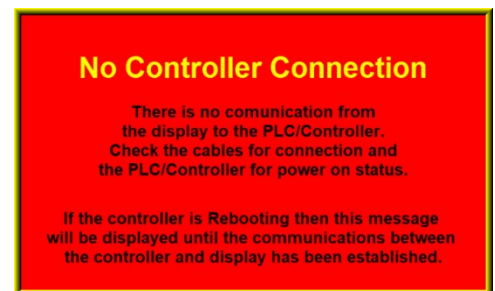 No Controller Connection
There is no comunication from
the display to the PLC/Controller.
Check the cables for connection and
the PLC/Controller for power on status.
If the controller is Rebooting then this message
will be displayed until the communications between
the controller and display has been established.